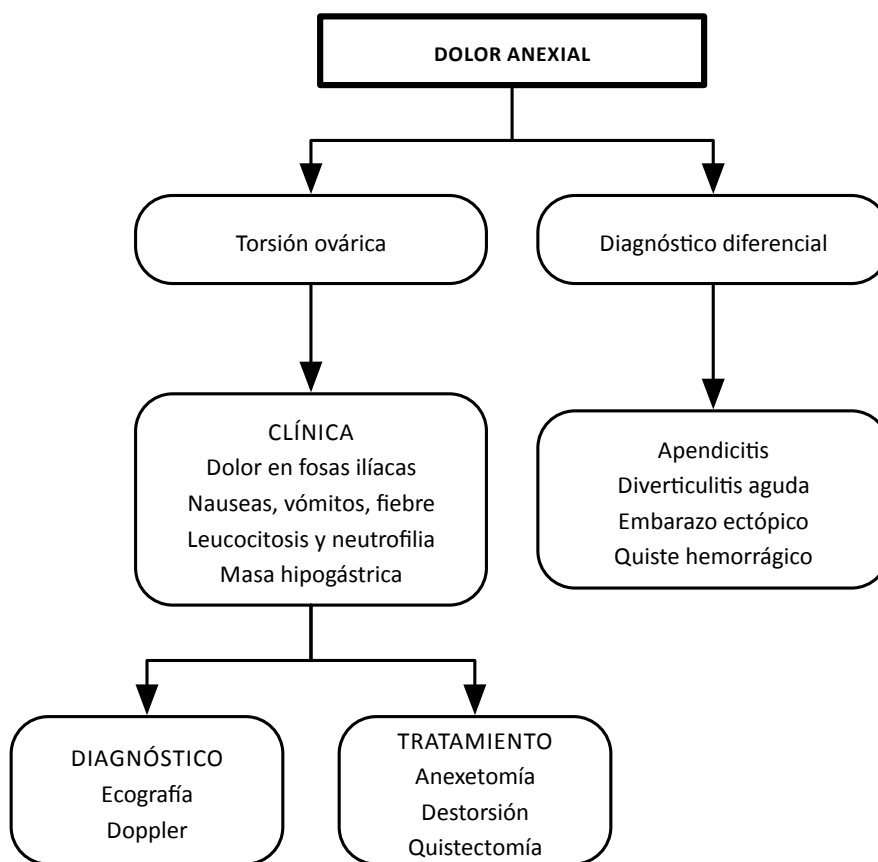 DOLOR ANEXIAL
Torsión ovárica
Diagnóstico diferencial
CLÍNICA
Dolor en fosas ilíacas
Nauseas, vómitos, fiebre
Leucocitosis y neutrofilia
Masa hipogástrica
Apendicitis
Diverticulitis aguda
Embarazo ectópico
Quiste hemorrágico
DIAGNÓSTICO
Ecografía
Doppler
TRATAMIENTO
Anexetomía
Destorsión
Quistectomía